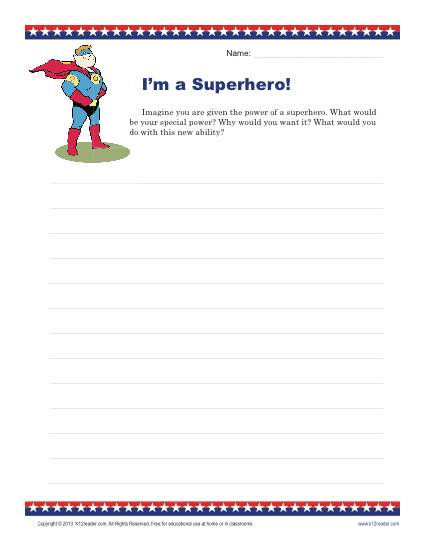 Name:
I'm a Superhero!
Imagine you are given the power of a superhero. What would
be your special power? Why would you want it? What would you
do with this new ability?
Copyright © 2013 K12reader.com. All Rights Reserved. Free for educational use at home or in classrooms.
www.k12reader.com